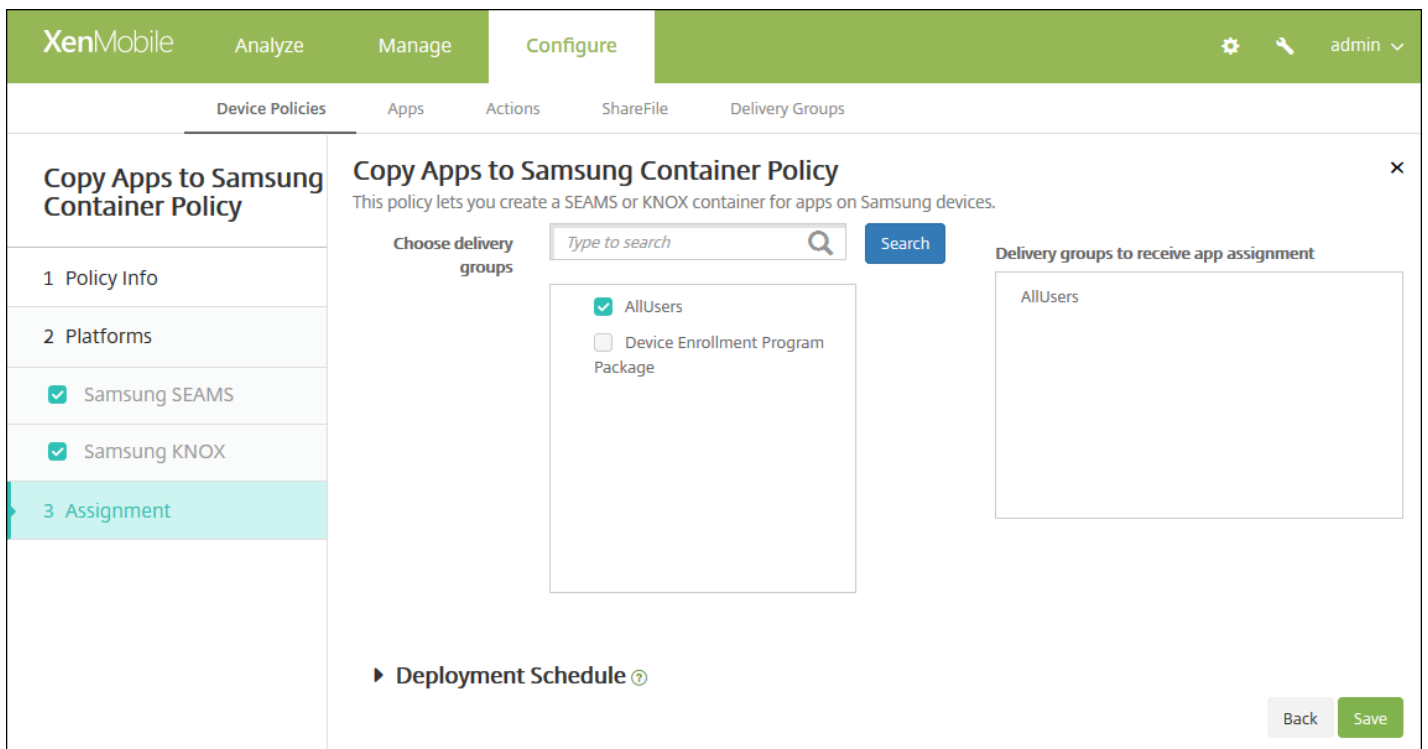 XenMobile Analyze Manage Configure admin
Device Policies Apps Actions ShareFile Delivery Groups
Copy Apps to Samsung
Container Policy
1 Policy Info
2 Platforms
Samsung SEAMS
Samsung KNOX
3 Assignment
Copy Apps to Samsung Container Policy
This policy lets you create a SEAMS or KNOX container for apps on Samsung devices.
Choose delivery
groups
Type to search
Search
AllUsers
Device Enrollment Program
Package
Delivery groups to receive app assignment
AllUsers
Deployment Schedule ?
Back Save